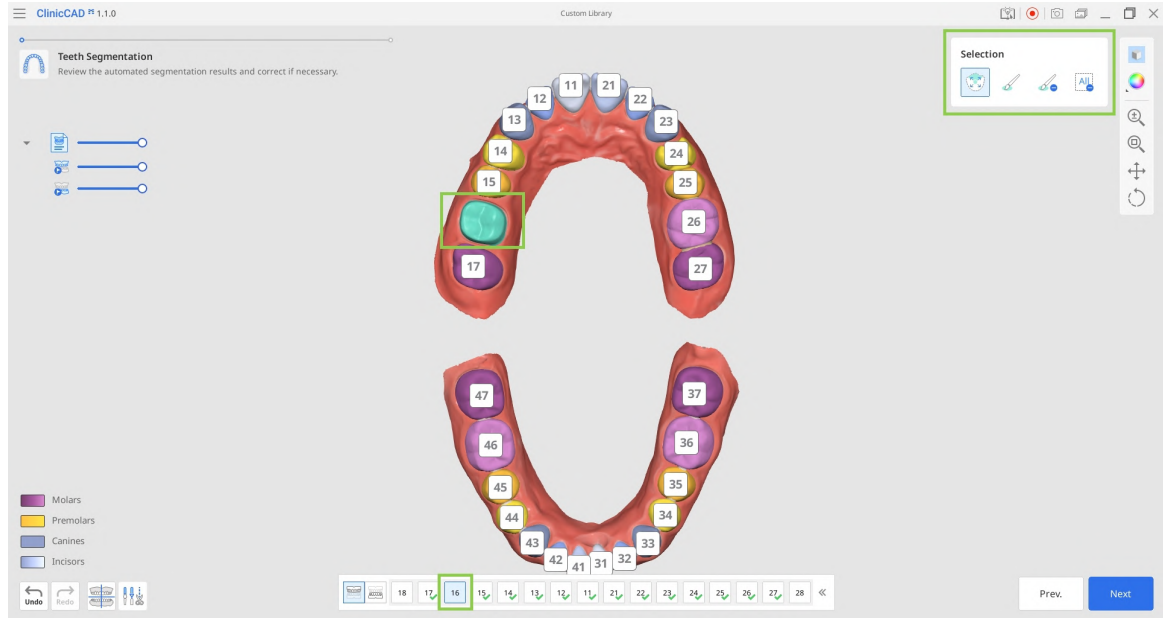 ClinicCAD 1.1.0
Custom Library
Teeth Segmentation
Review the automated segmentation results and correct if necessary.
Selection
All
11 21
12 22
13 23
14 24
15 25
26
17 27
47 37
46 36
45 35
44 34
43 33
42 41 31 32
Molars
Premolars
Canines
Incisors
Undo Redo
18 17 16 15 14 13 12 11 21 22 23 24 25 26 27 28
Prev. Next